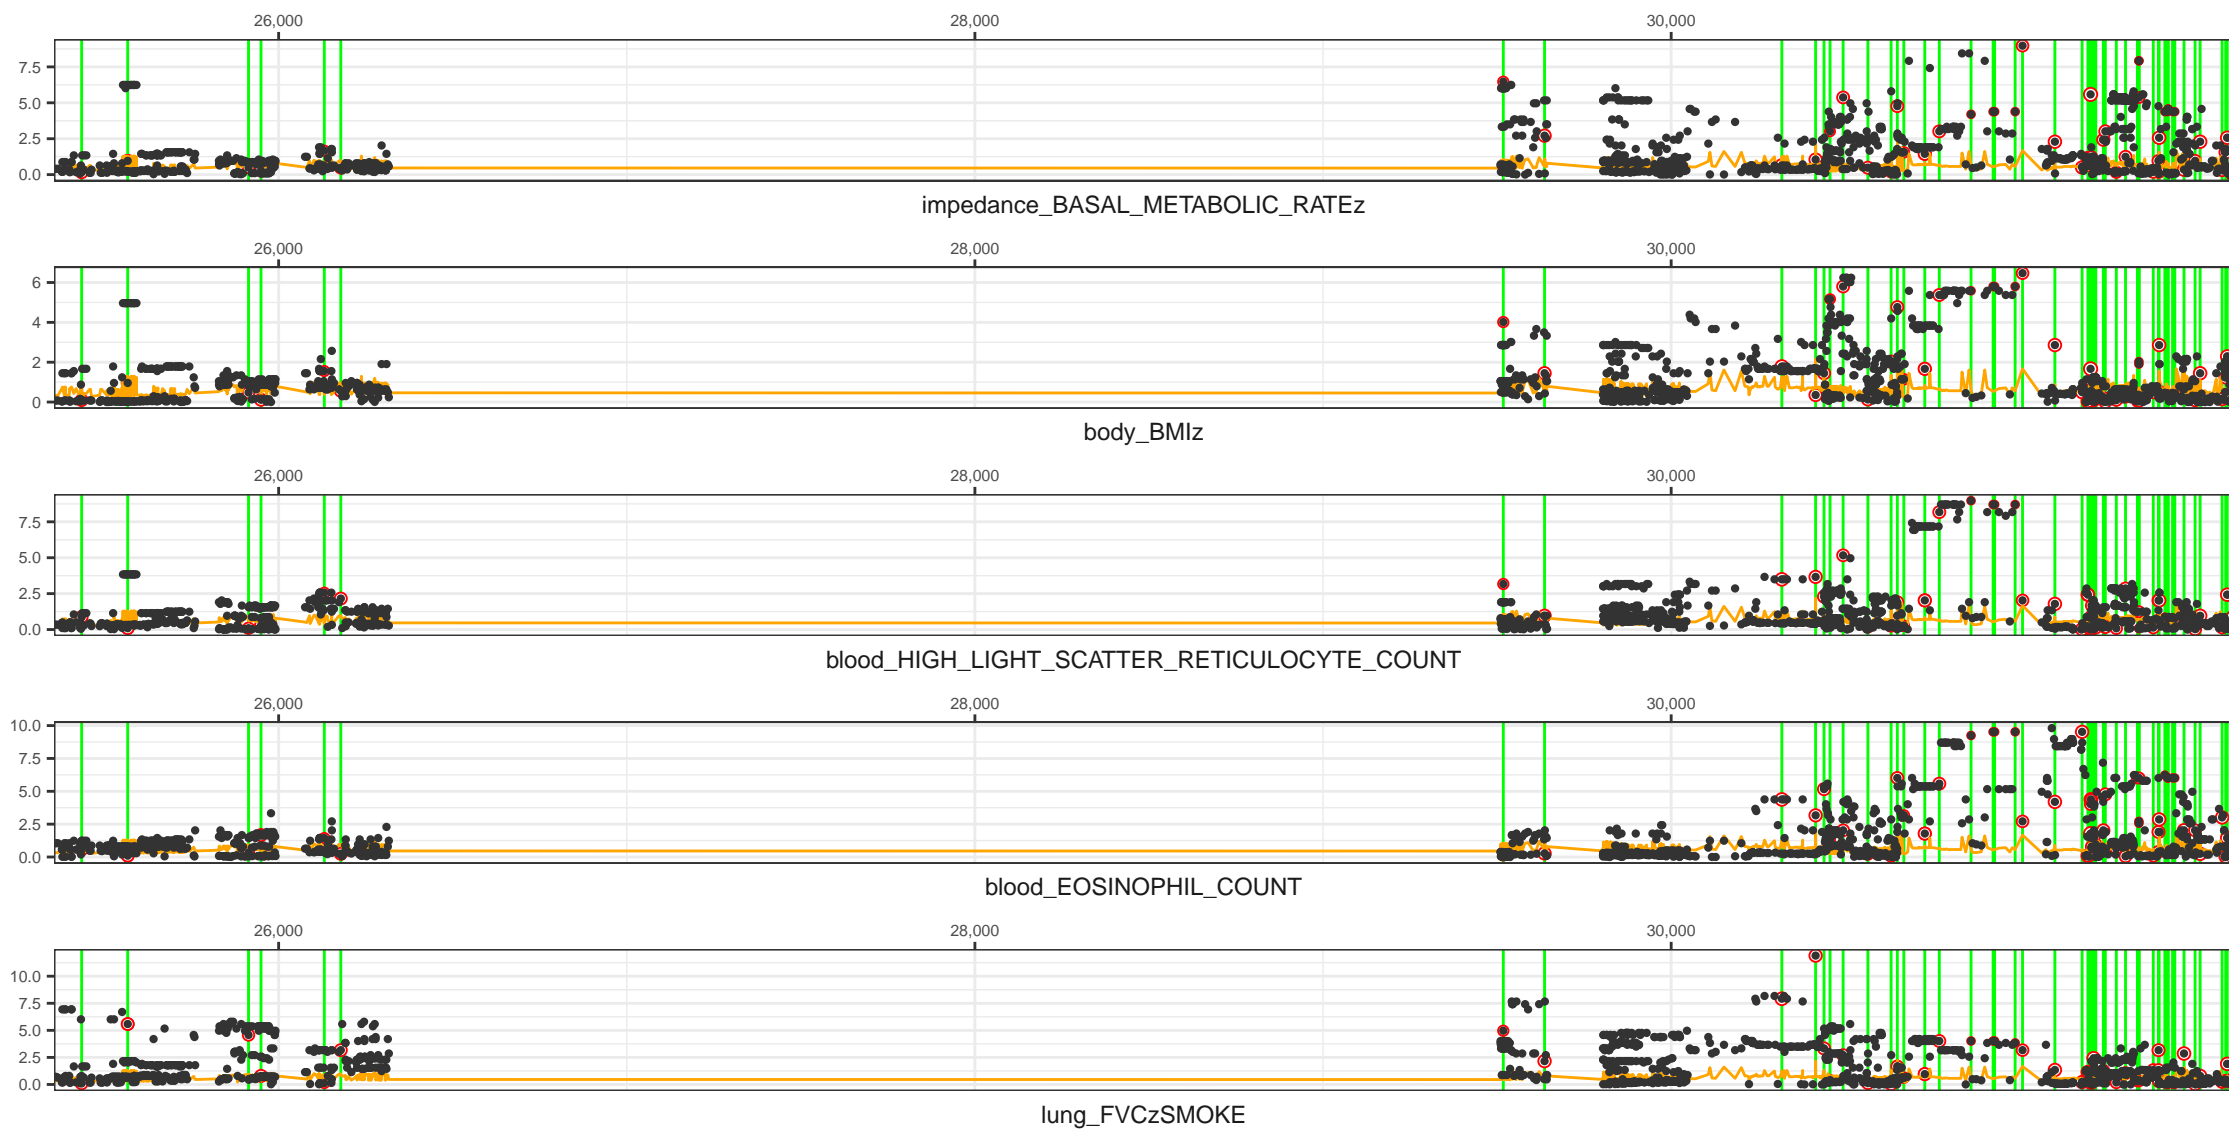 26,000 28,000 30,000
7.5
5.0
2.5
0.0
impedance_BASAL_METABOLIC_RATEz
26,000 28,000 30,000
6
4
2
0
body_BMIz
26,000 28,000 30,000
7.5
5.0
2.5
0.0
blood_HIGH_LIGHT_SCATTER_RETICULOCYTE_COUNT
26,000 28,000 30,000
10.0
7.5
5.0
2.5
0.0
blood_EOSINOPHIL_COUNT
26,000 28,000 30,000
10.0
7.5
5.0
2.5
0.0
lung_FVCzSMOKE